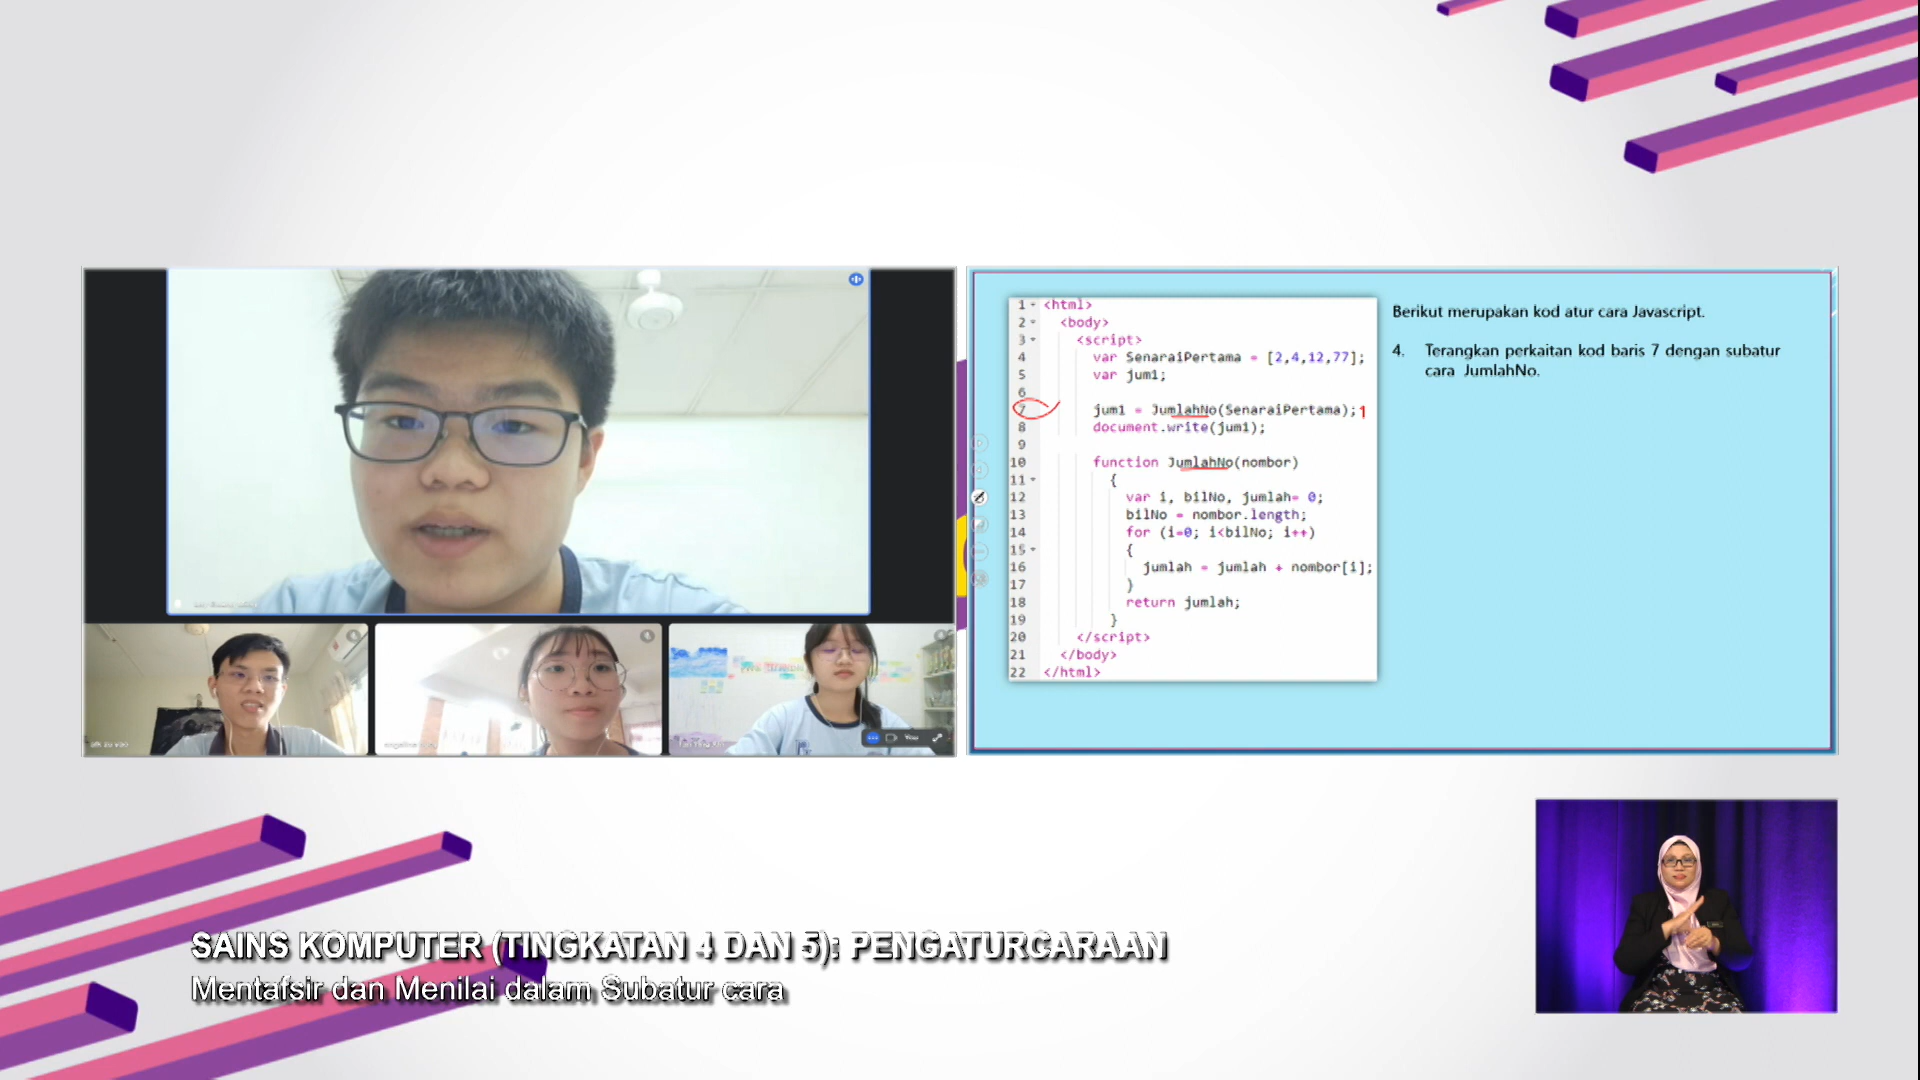 1 <html>
2 <body>
3 <script>
4 var SenaraiPertama = [2,4,12,77];
5 var jum1;
6
7 jum1 = JumlahNo(SenaraiPertama); 1
8 document.write(jum1);
9
10 function JumlahNo(nombor)
11 {
12 var i, bilNo, jumlah= 0;
13 bilNo = nombor.length;
14 for (i=0; i<bilNo; i++)
15 {
16 jumlah = jumlah + nombor[i];
17 }
18 return jumlah;
19 }
20 </script>
21 </body>
22 </html>
Berikut merupakan kod atur cara Javascript.
4. Terangkan perkaitan kod baris 7 dengan subatur
cara JumlahNo.
SAINS KOMPUTER (TINGKATAN 4 DAN 5): PENGATURCARAAN
Mentafsir dan Menilai dalam Subatur cara